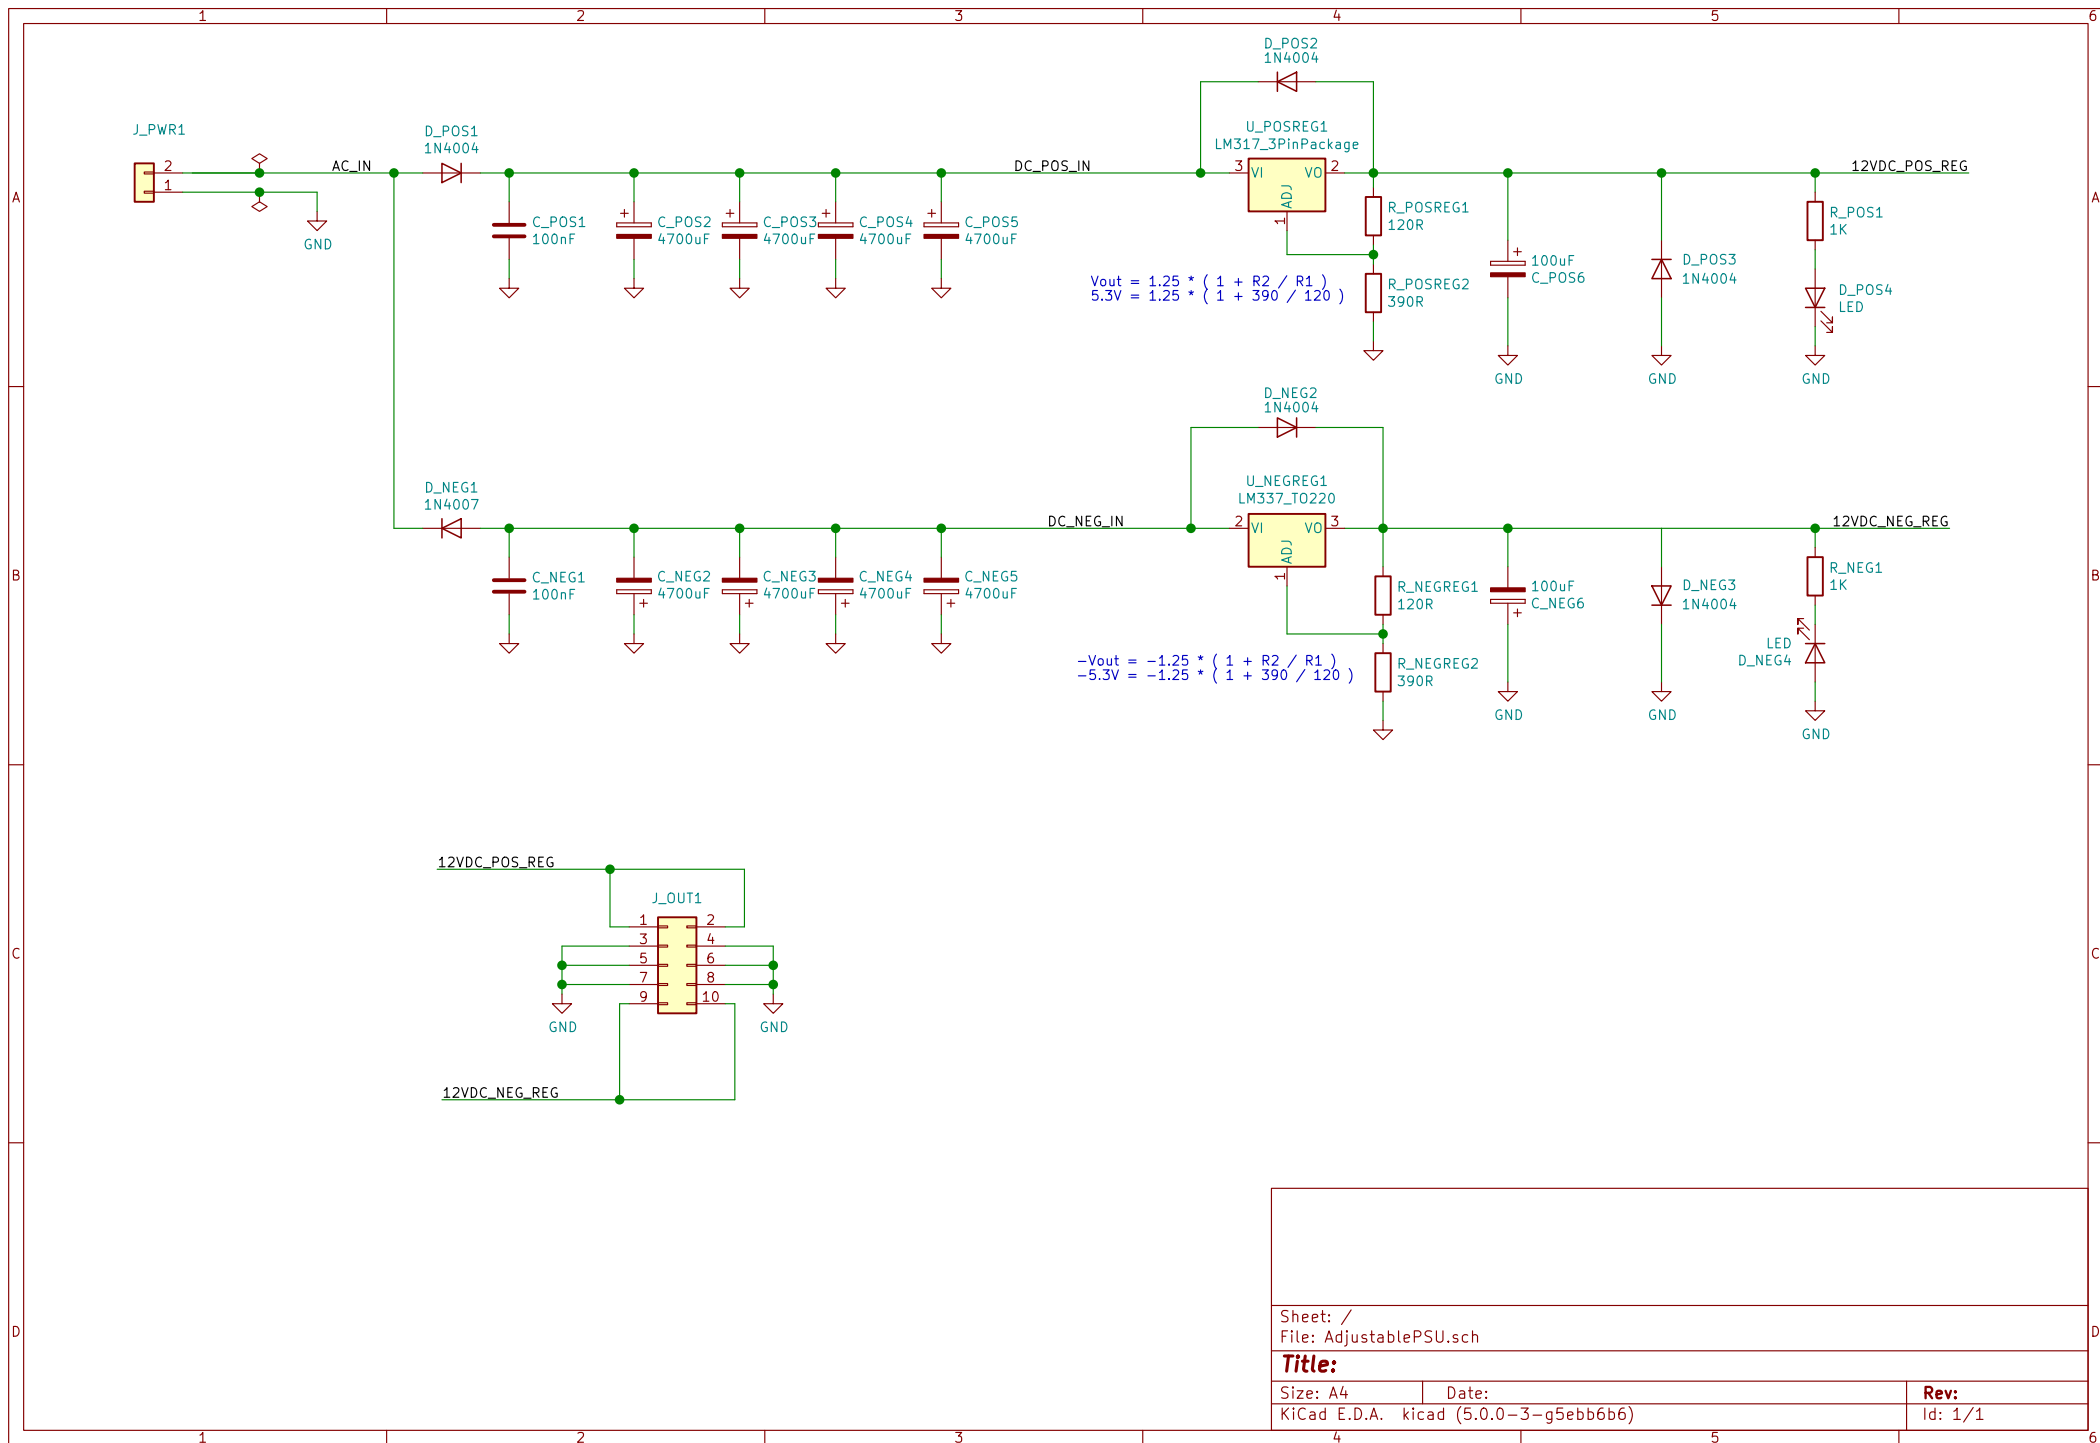 1 2 3 4 5 6
D_POS2
1N4004
J_PWR1
2
1
GND
AC_IN
D_POS1
1N4004
DC_POS_IN
U_POSREG1
LM317_3PinPackage
3 VI VO 2
ADJ
1
12VDC_POS_REG
A A
C_POS1
100nF
+ C_POS2
4700uF
+ C_POS3
4700uF
+ C_POS4
4700uF
+ C_POS5
4700uF
R_POSREG1
120R
R_POSREG2
390R
Vout = 1.25 * ( 1 + R2 / R1 )
5.3V = 1.25 * ( 1 + 390 / 120 )
+
100uF
C_POS6
GND
D_POS3
1N4004
GND
R_POS1
1K
D_POS4
LED
GND
D_NEG2
1N4004
D_NEG1
1N4007
DC_NEG_IN
U_NEGREG1
LM337_TO220
2 VI VO 3
ADJ
1
12VDC_NEG_REG
B B
C_NEG1
100nF
C_NEG2
4700uF
+
C_NEG3
4700uF
+
C_NEG4
4700uF
+
C_NEG5
4700uF
+
R_NEGREG1
120R
R_NEGREG2
390R
-Vout = -1.25 * ( 1 + R2 / R1 )
-5.3V = -1.25 * ( 1 + 390 / 120 )
100uF
C_NEG6
+
GND
D_NEG3
1N4004
GND
R_NEG1
1K
LED
D_NEG4
GND
12VDC_POS_REG
J_OUT1
1 2
3 4
5 6
7 8
9 10
GND GND
12VDC_NEG_REG
C C
D D
Sheet: /
File: AdjustablePSU.sch
Title:
Size: A4 Date: Rev:
KiCad E.D.A. kicad (5.0.0-3-g5ebb6b6) Id: 1/1
1 2 3 4 5 6